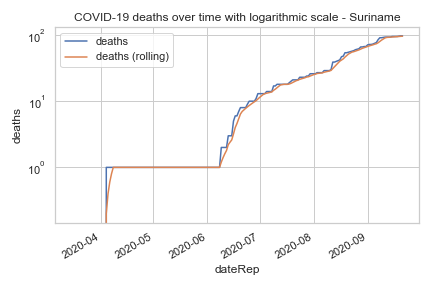 COVID-19 deaths over time with logarithmic scale - Suriname
deaths
deaths (rolling)
10²
10¹
10⁰
deaths
2020-04
2020-05
2020-06
2020-07
2020-08
2020-09
dateRep